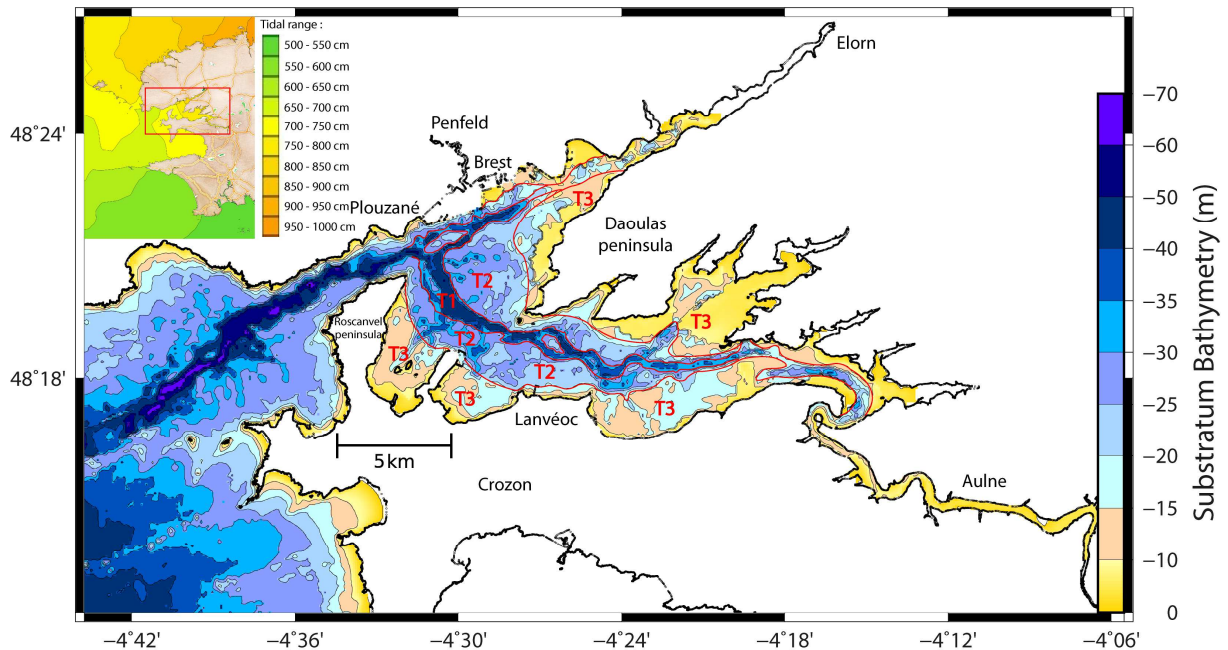 Tidal range :
500 - 550 cm
550 - 600 cm
600 - 650 cm
650 - 700 cm
700 - 750 cm
750 - 800 cm
800 - 850 cm
850 - 900 cm
900 - 950 cm
950 - 1000 cm
Elorn
Penfeld
Brest
Plouzané
T3
Daoulas
peninsula
T2
T1
Roscanvel
peninsula
T3
T2
T3
T2
T3
T3
Lanvéoc
5 km
Crozon
Aulne
48°24'
48°18'
−4°42'
−4°36'
−4°30'
−4°24'
−4°18'
−4°12'
−4°06'
−70
−60
−50
−40
−35
−30
−25
−20
−15
−10
0
Substratum Bathymetry (m)